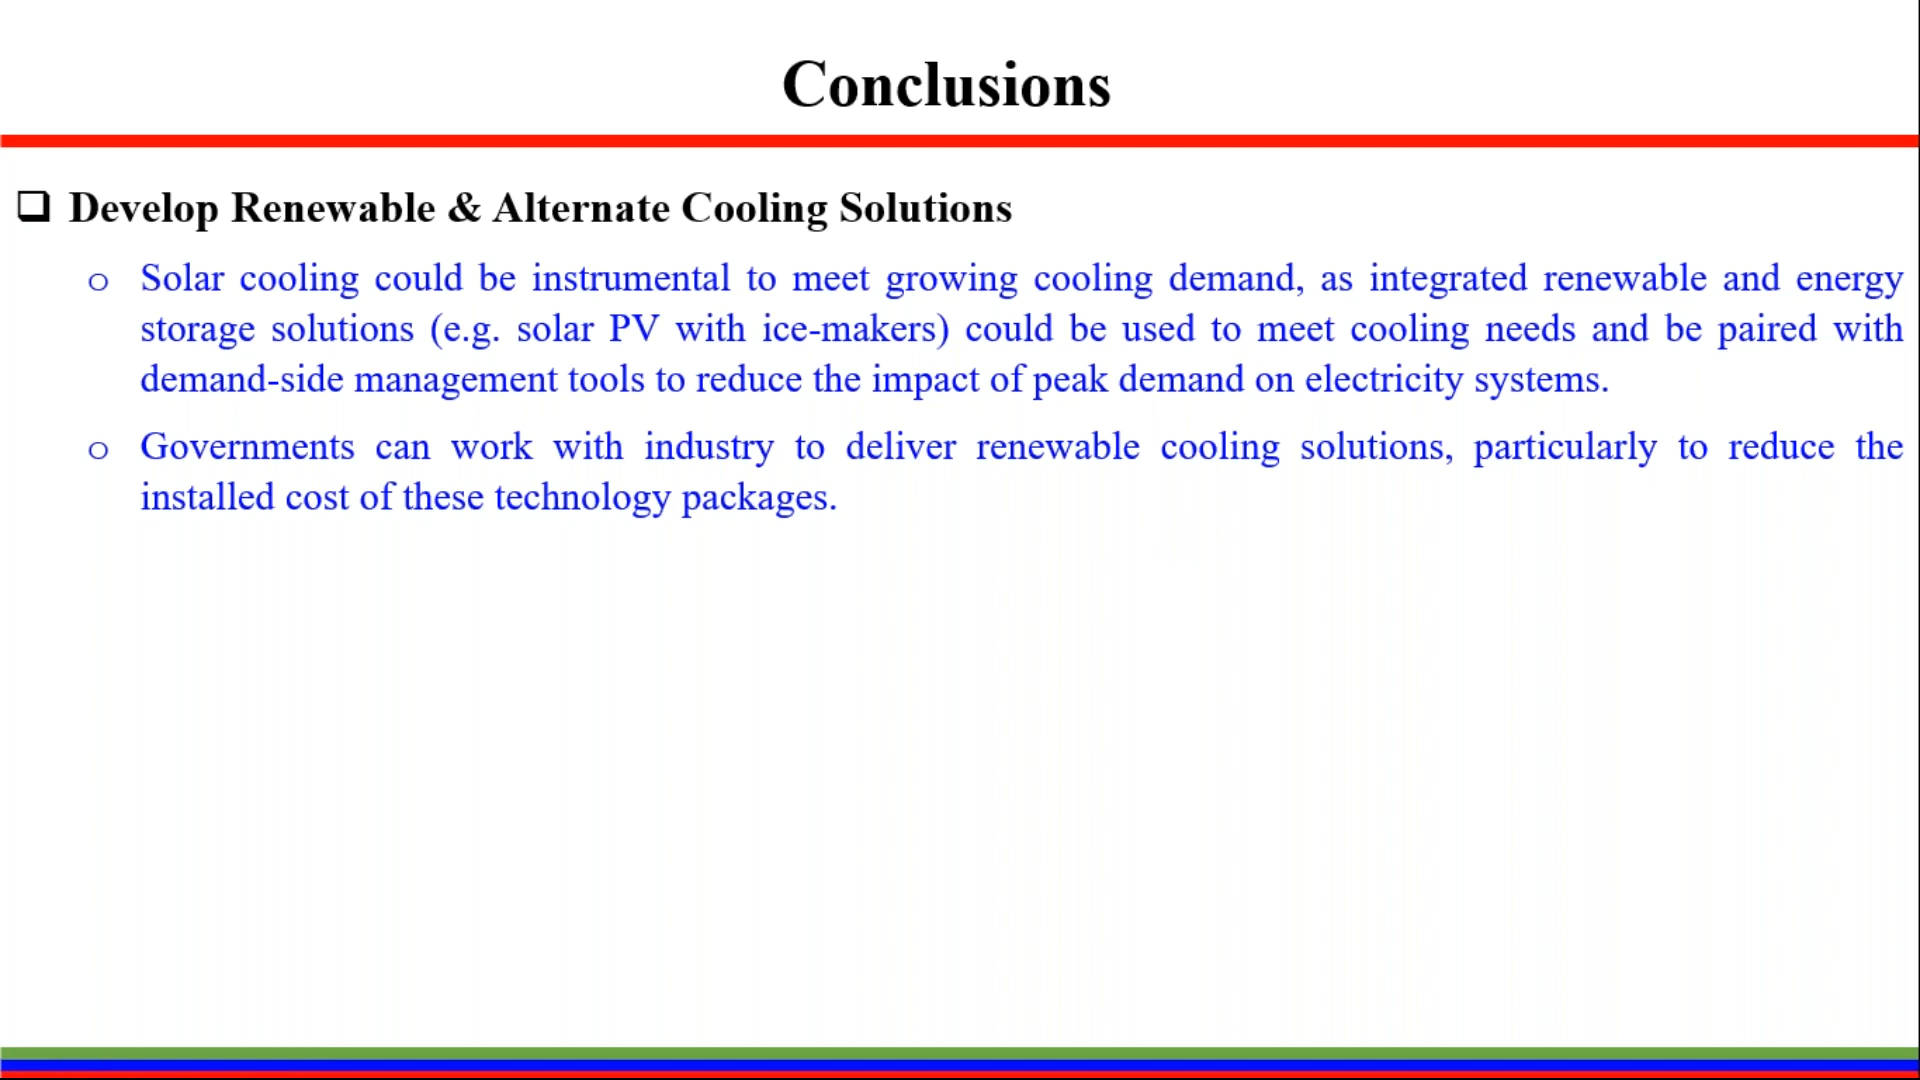 Conclusions
❑ Develop Renewable & Alternate Cooling Solutions
o Solar cooling could be instrumental to meet growing cooling demand, as integrated renewable and energy
storage solutions (e.g. solar PV with ice-makers) could be used to meet cooling needs and be paired with
demand-side management tools to reduce the impact of peak demand on electricity systems.
o Governments can work with industry to deliver renewable cooling solutions, particularly to reduce the
installed cost of these technology packages.